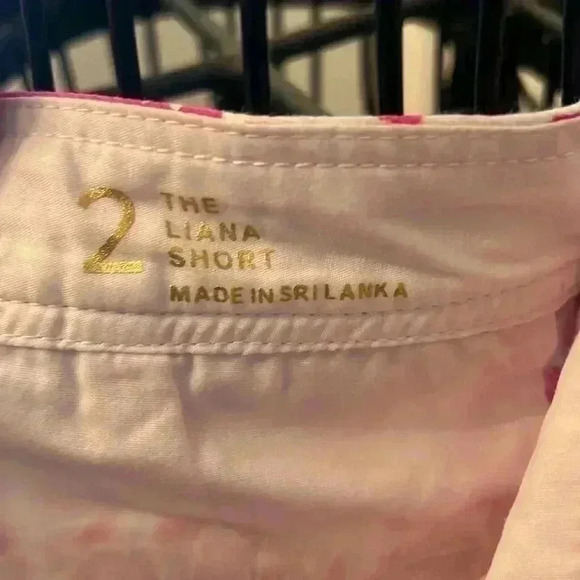 2
THE
LIANA
SHORT
MADE IN SRI LANKA